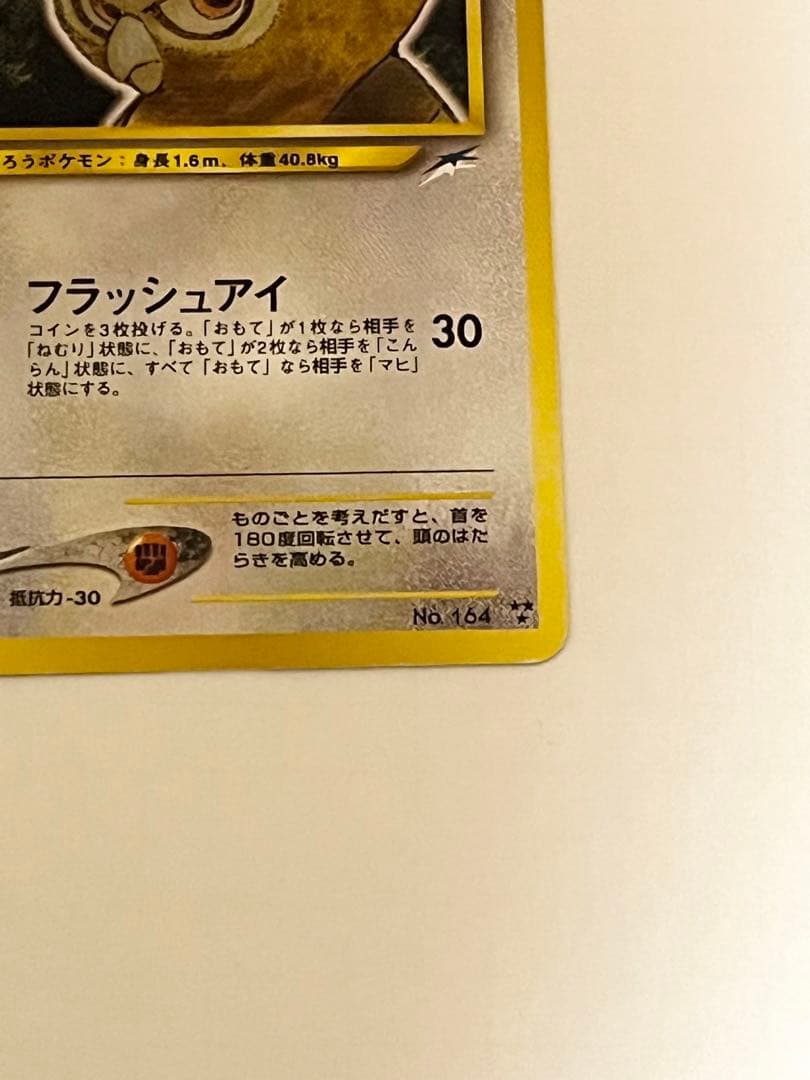 ろうポケモン：身長1.6m、体重40.8kg
フラッシュアイ
コインを3枚投げる。「おもて」が1枚なら相手を
「ねむり」状態に、「おもて」が2枚なら相手を「こん
らん」状態に、すべて「おもて」なら相手を「マヒ」
状態にする。
30
ものごとを考えだすと、首を
180度回転させて、頭のはた
らきを高める。
抵抗力-30
No. 164